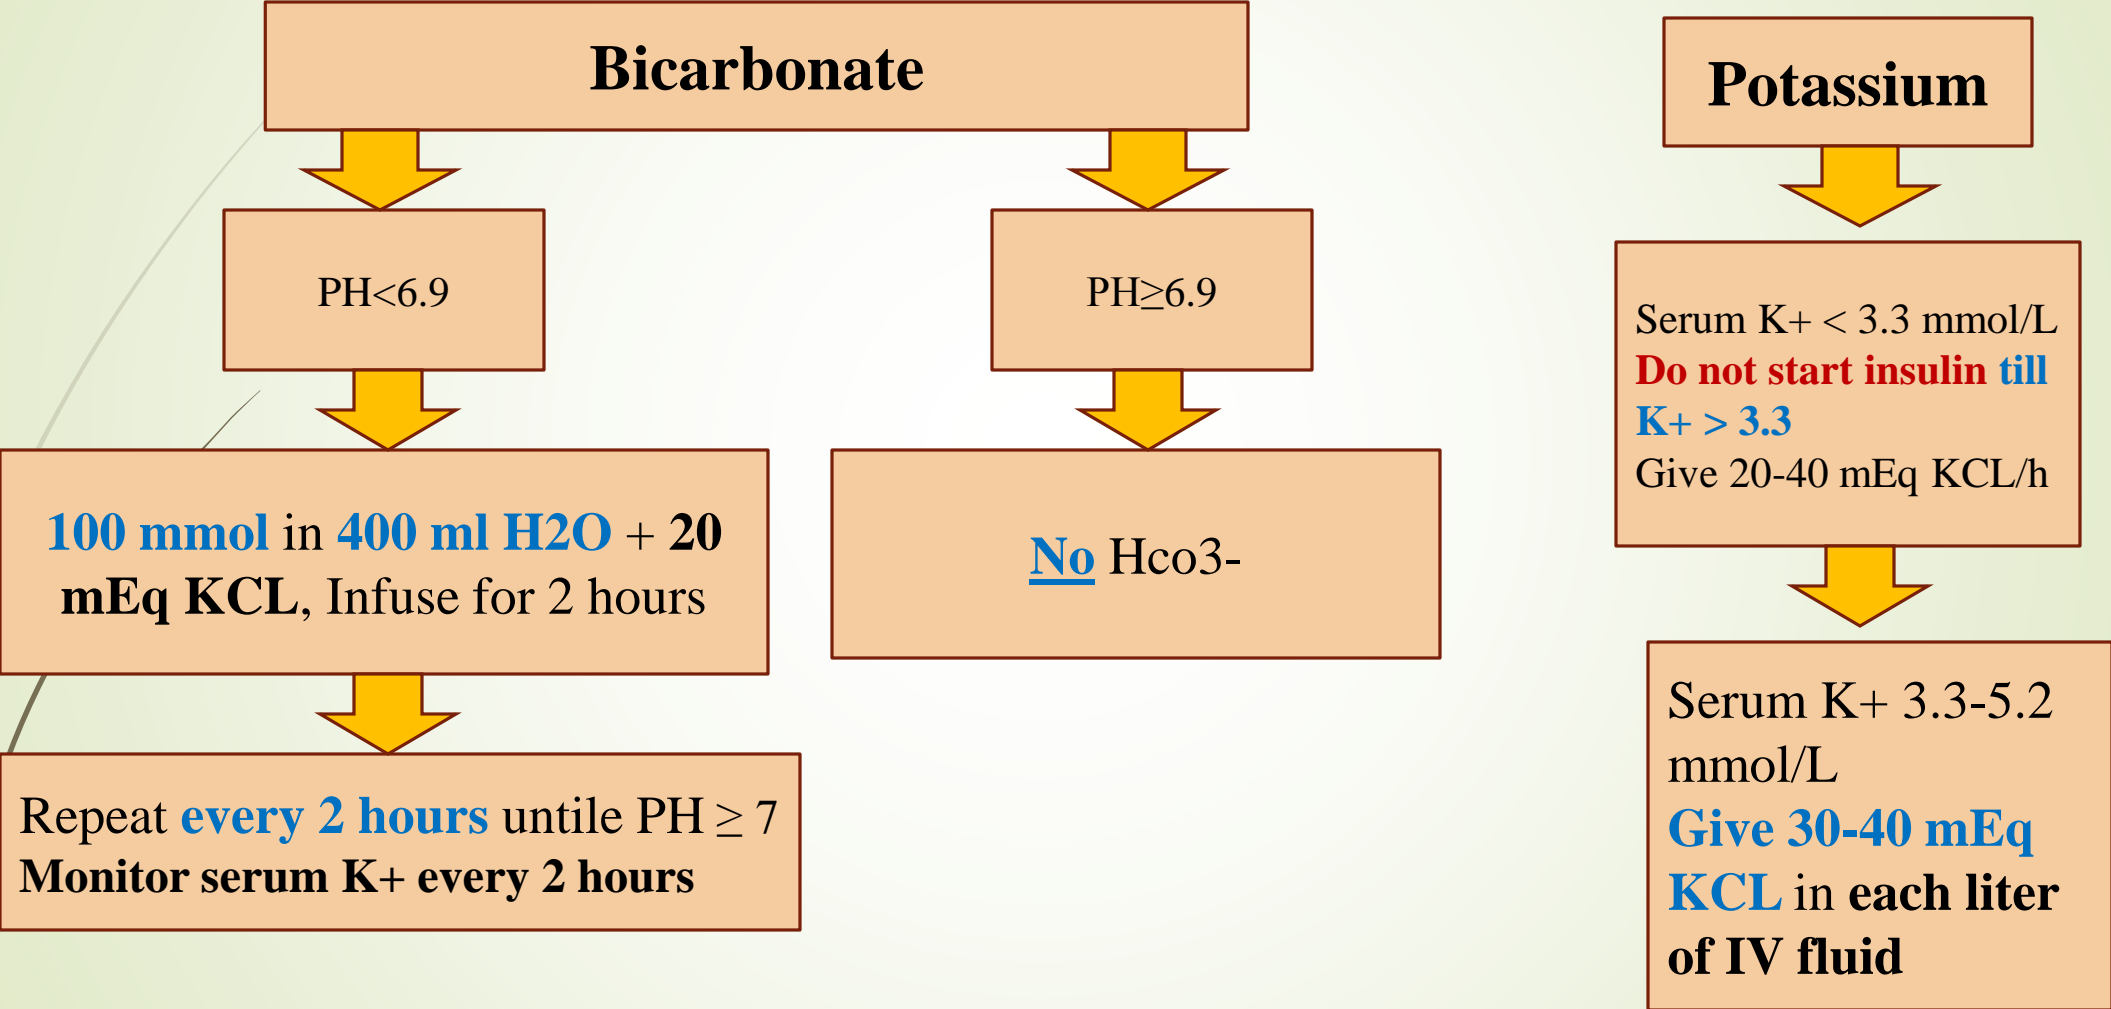 Bicarbonate
PH<6.9
100 mmol in 400 ml H2O + 20
mEq KCL, Infuse for 2 hours
Repeat every 2 hours untile PH ≥ 7
Monitor serum K+ every 2 hours
PH≥6.9
No Hco3-
Potassium
Serum K+ < 3.3 mmol/L
Do not start insulin till
K+ > 3.3
Give 20-40 mEq KCL/h
Serum K+ 3.3-5.2
mmol/L
Give 30-40 mEq
KCL in each liter
of IV fluid